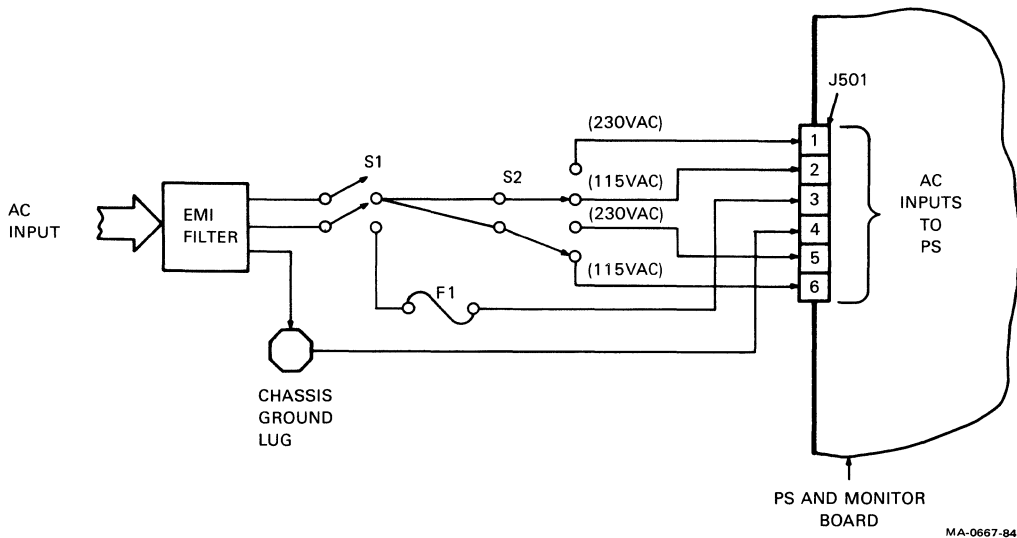 J501
(230VAC)
1
S1
S2
(115VAC)
2
AC
INPUT
EMI
FILTER
(230VAC)
3
4
AC
INPUTS
TO
PS
(115VAC)
5
6
F1
CHASSIS
GROUND
LUG
PS AND MONITOR
BOARD
MA-0667-84